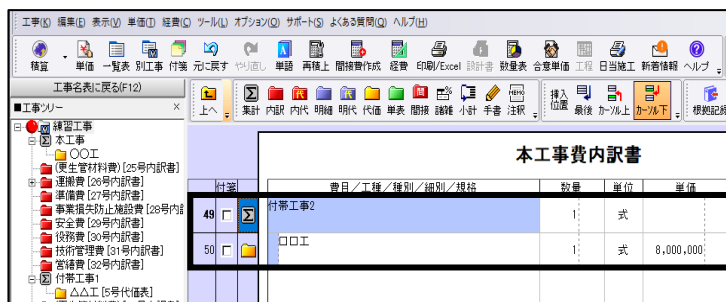 工事(K) 編集(E) 表示(V) 単価(I) 経費(C) ツール(L) オプション(O) サポート(S) よくある質問(Q) ヘルプ(H)
積算 単価 一覧表 別工事 付箋 元に戻す やり直し 単語 再積上 間接費作成 経費 印刷/Excel 設計書 数量表 合意単価 工程 日当施工 新着情報 ヘルプ
工事名表に戻る(F12)
上へ 集計 内訳 内代 明細 明代 代価 単表 間接 諸雑 小計 手書 注釈 挿入位置 最後 カーソル上 カーソル下 根拠記録
■工事ツリー ×
練習工事
本工事
〇〇工
(更生管材料費)[25号内訳書]
運搬費[26号内訳書]
準備費[27号内訳書]
事業損失防止施設費[28号内
安全費[29号内訳書]
役務費[30号内訳書]
技術管理費[31号内訳書]
営繕費[32号内訳書]
付帯工事1
△△工[5号代価表]
本工事費内訳書
付箋 費目/工種/種別/細別/規格 数量 単位 単価
49 付帯工事2 1 式
50 □□工 1 式 8,000,000